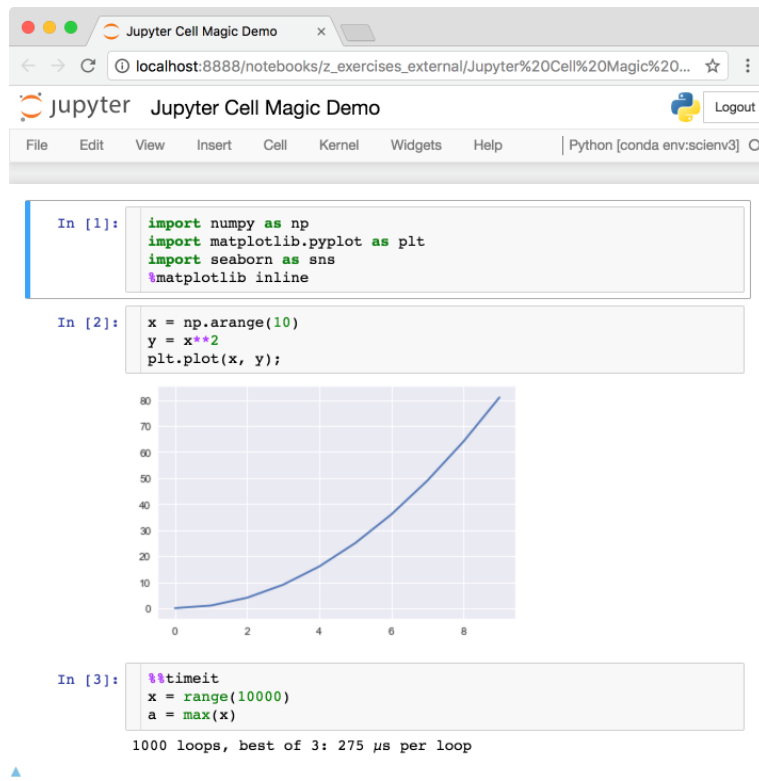 Jupyter Cell Magic Demo ×
localhost:8888/notebooks/z_exercises_external/Jupyter%20Cell%20Magic%20...
jupyter Jupyter Cell Magic Demo Logout
File Edit View Insert Cell Kernel Widgets Help Python [conda env:scienv3]
In [1]: import numpy as np
import matplotlib.pyplot as plt
import seaborn as sns
%matplotlib inline
In [2]: x = np.arange(10)
y = x**2
plt.plot(x, y);
80
70
60
50
40
30
20
10
0
0 2 4 6 8
In [3]: %%timeit
x = range(10000)
a = max(x)
1000 loops, best of 3: 275 µs per loop